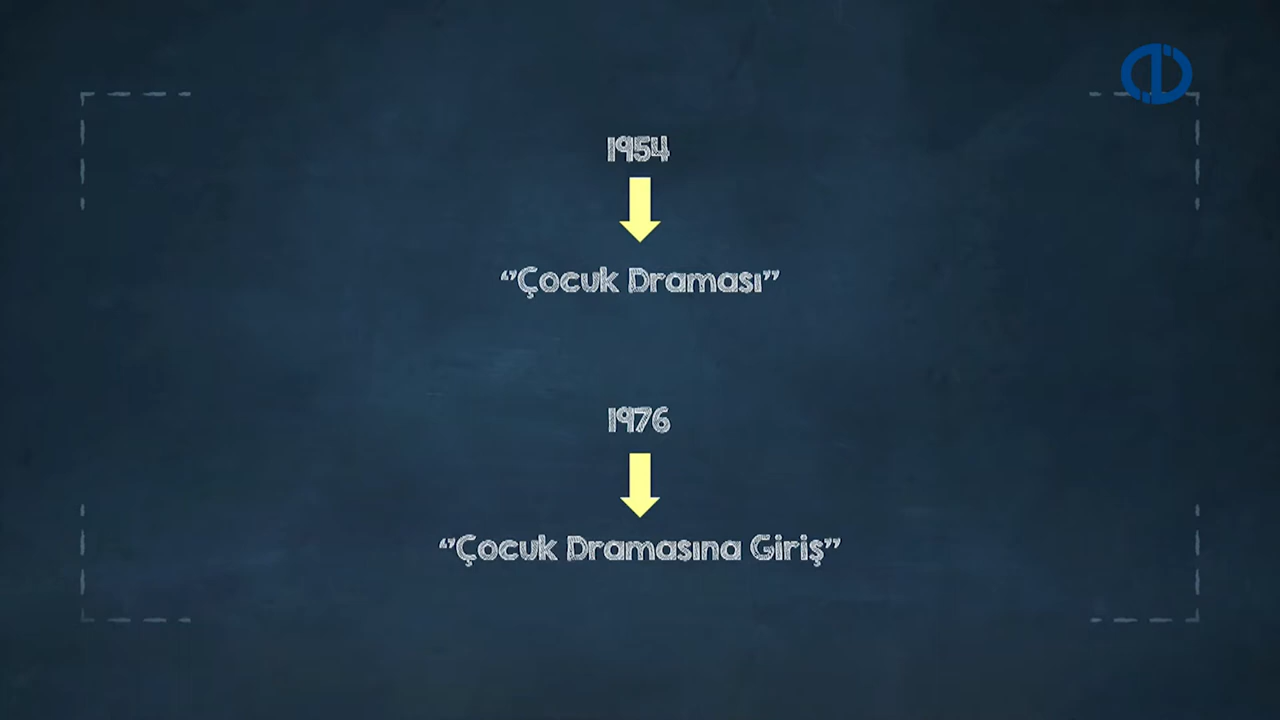 1954
“Çocuk Draması”
1976
“Çocuk Dramasına Giriş”